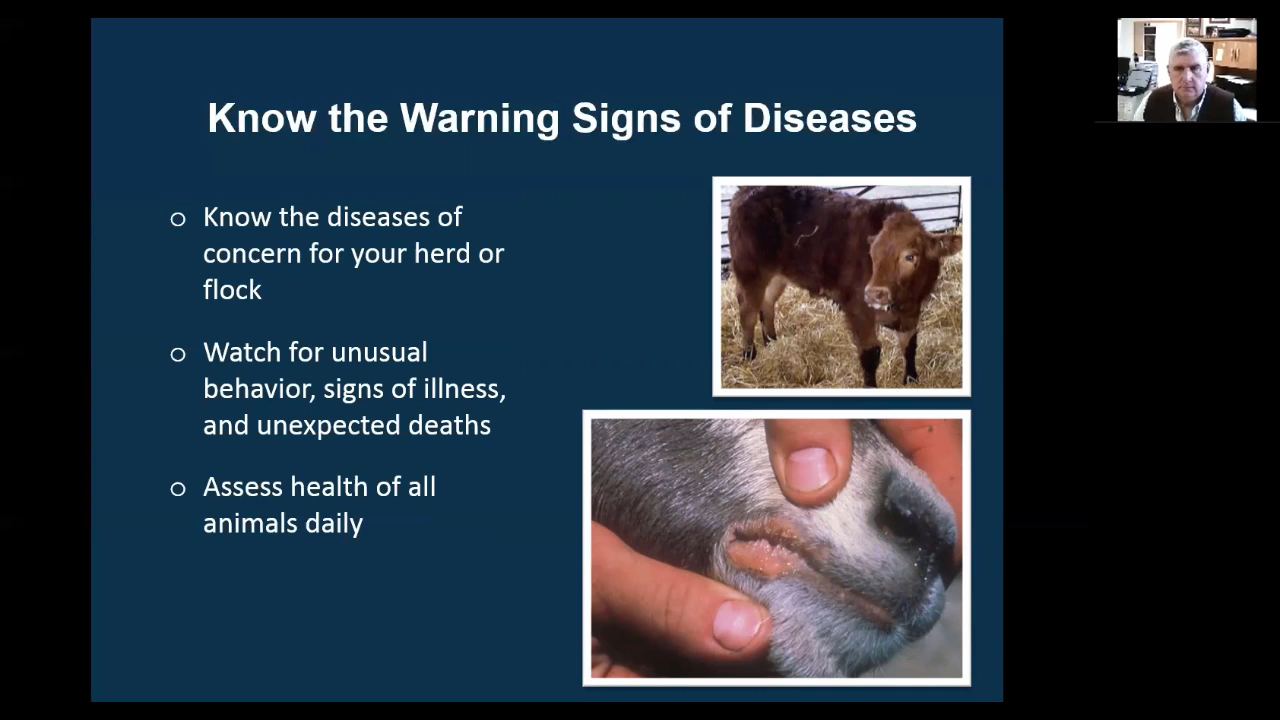 Know the Warning Signs of Diseases
o Know the diseases of
concern for your herd or
flock
o Watch for unusual
behavior, signs of illness,
and unexpected deaths
o Assess health of all
animals daily